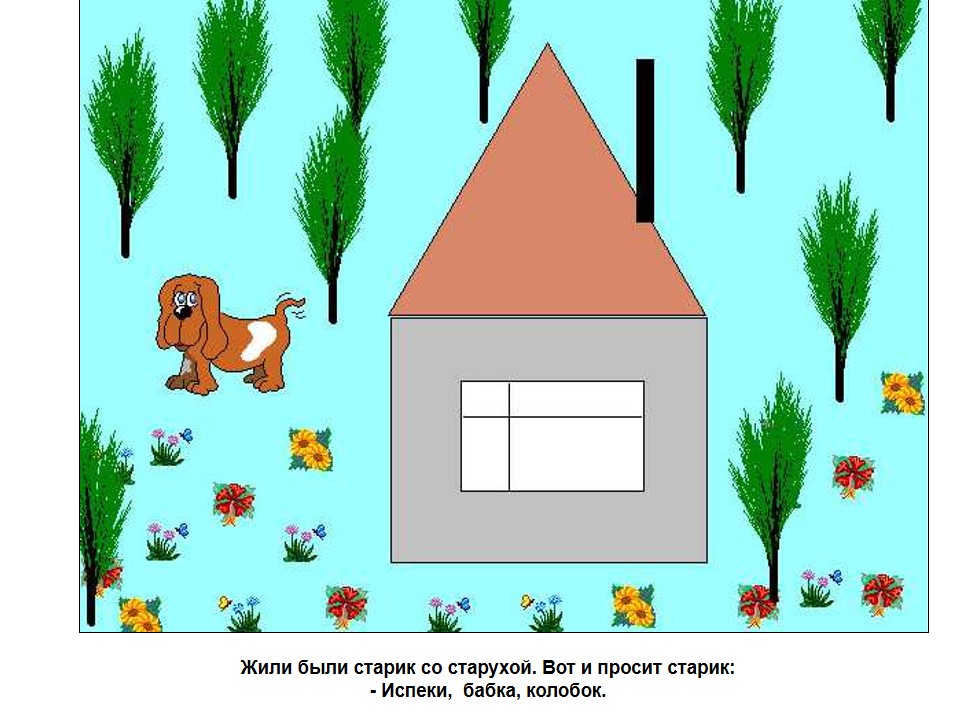 Жили были старик со старухой. Вот и просит старик:
- Испеки,  бабка, колобок.